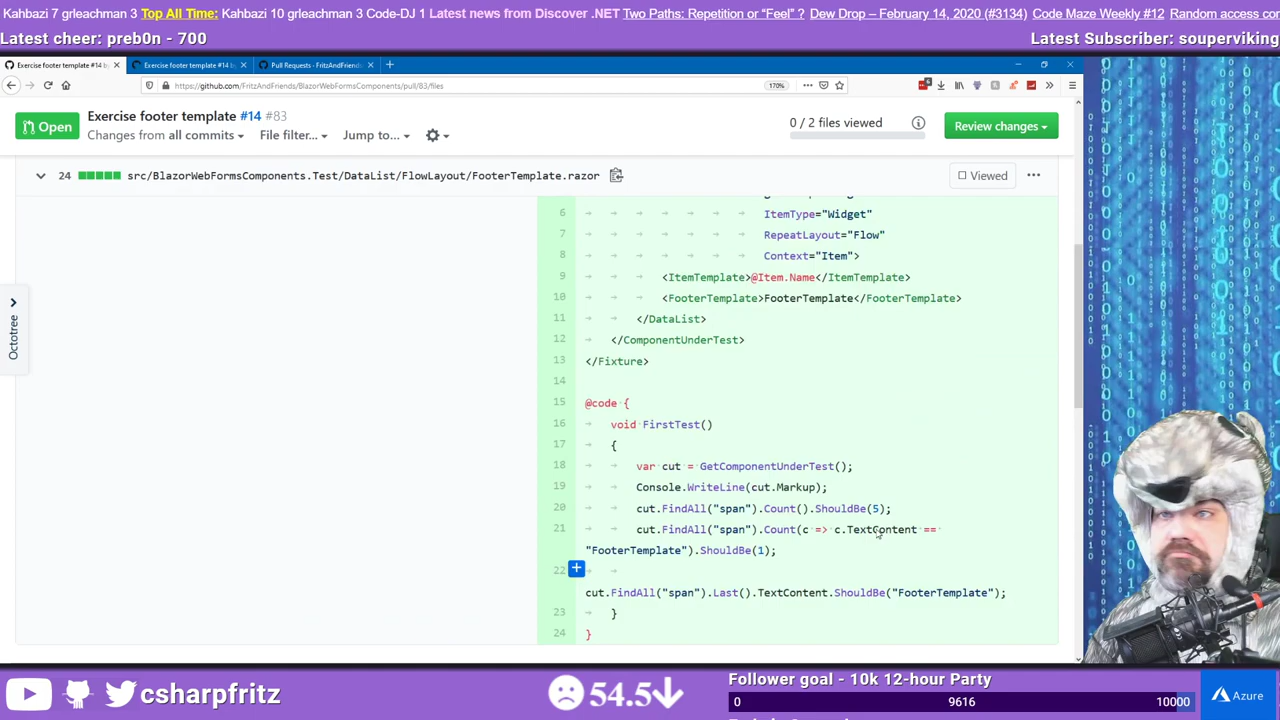 Kahbazi 7 grleachman 3 Top All Time: Kahbazi 10 grleachman 3 Code-DJ 1 Latest news from Discover .NET Two Paths: Repetition or “Feel” ? Dew Drop – February 14, 2020 (#3134) Code Maze Weekly #12 Random access con
Latest cheer: preb0n - 700
Latest Subscriber: souperviking
Exercise footer template #14 by
Exercise footer template #14 by
Pull Requests - FritzAndFriends
https://github.com/FritzAndFriends/BlazorWebFormsComponents/pull/83/files
170%
Open
Exercise footer template #14 #83
Changes from all commits
File filter...
Jump to...
0 / 2 files viewed
Review changes
24 src/BlazorWebFormsComponents.Test/DataList/FlowLayout/FooterTemplate.razor
Viewed
6 ItemType="Widget"
7 RepeatLayout="Flow"
8 Context="Item">
9 <ItemTemplate>@Item.Name</ItemTemplate>
10 <FooterTemplate>FooterTemplate</FooterTemplate>
11 </DataList>
12 </ComponentUnderTest>
13 </Fixture>
14
15 @code {
16 void FirstTest()
17 {
18 var cut = GetComponentUnderTest();
19 Console.WriteLine(cut.Markup);
20 cut.FindAll("span").Count().ShouldBe(5);
21 cut.FindAll("span").Count(c => c.TextContent ==
"FooterTemplate").ShouldBe(1);
22
cut.FindAll("span").Last().TextContent.ShouldBe("FooterTemplate");
23 }
24 }
Octotree
csharpfritz
54.5
Follower goal - 10k 12-hour Party
0 9616 10000
Azure